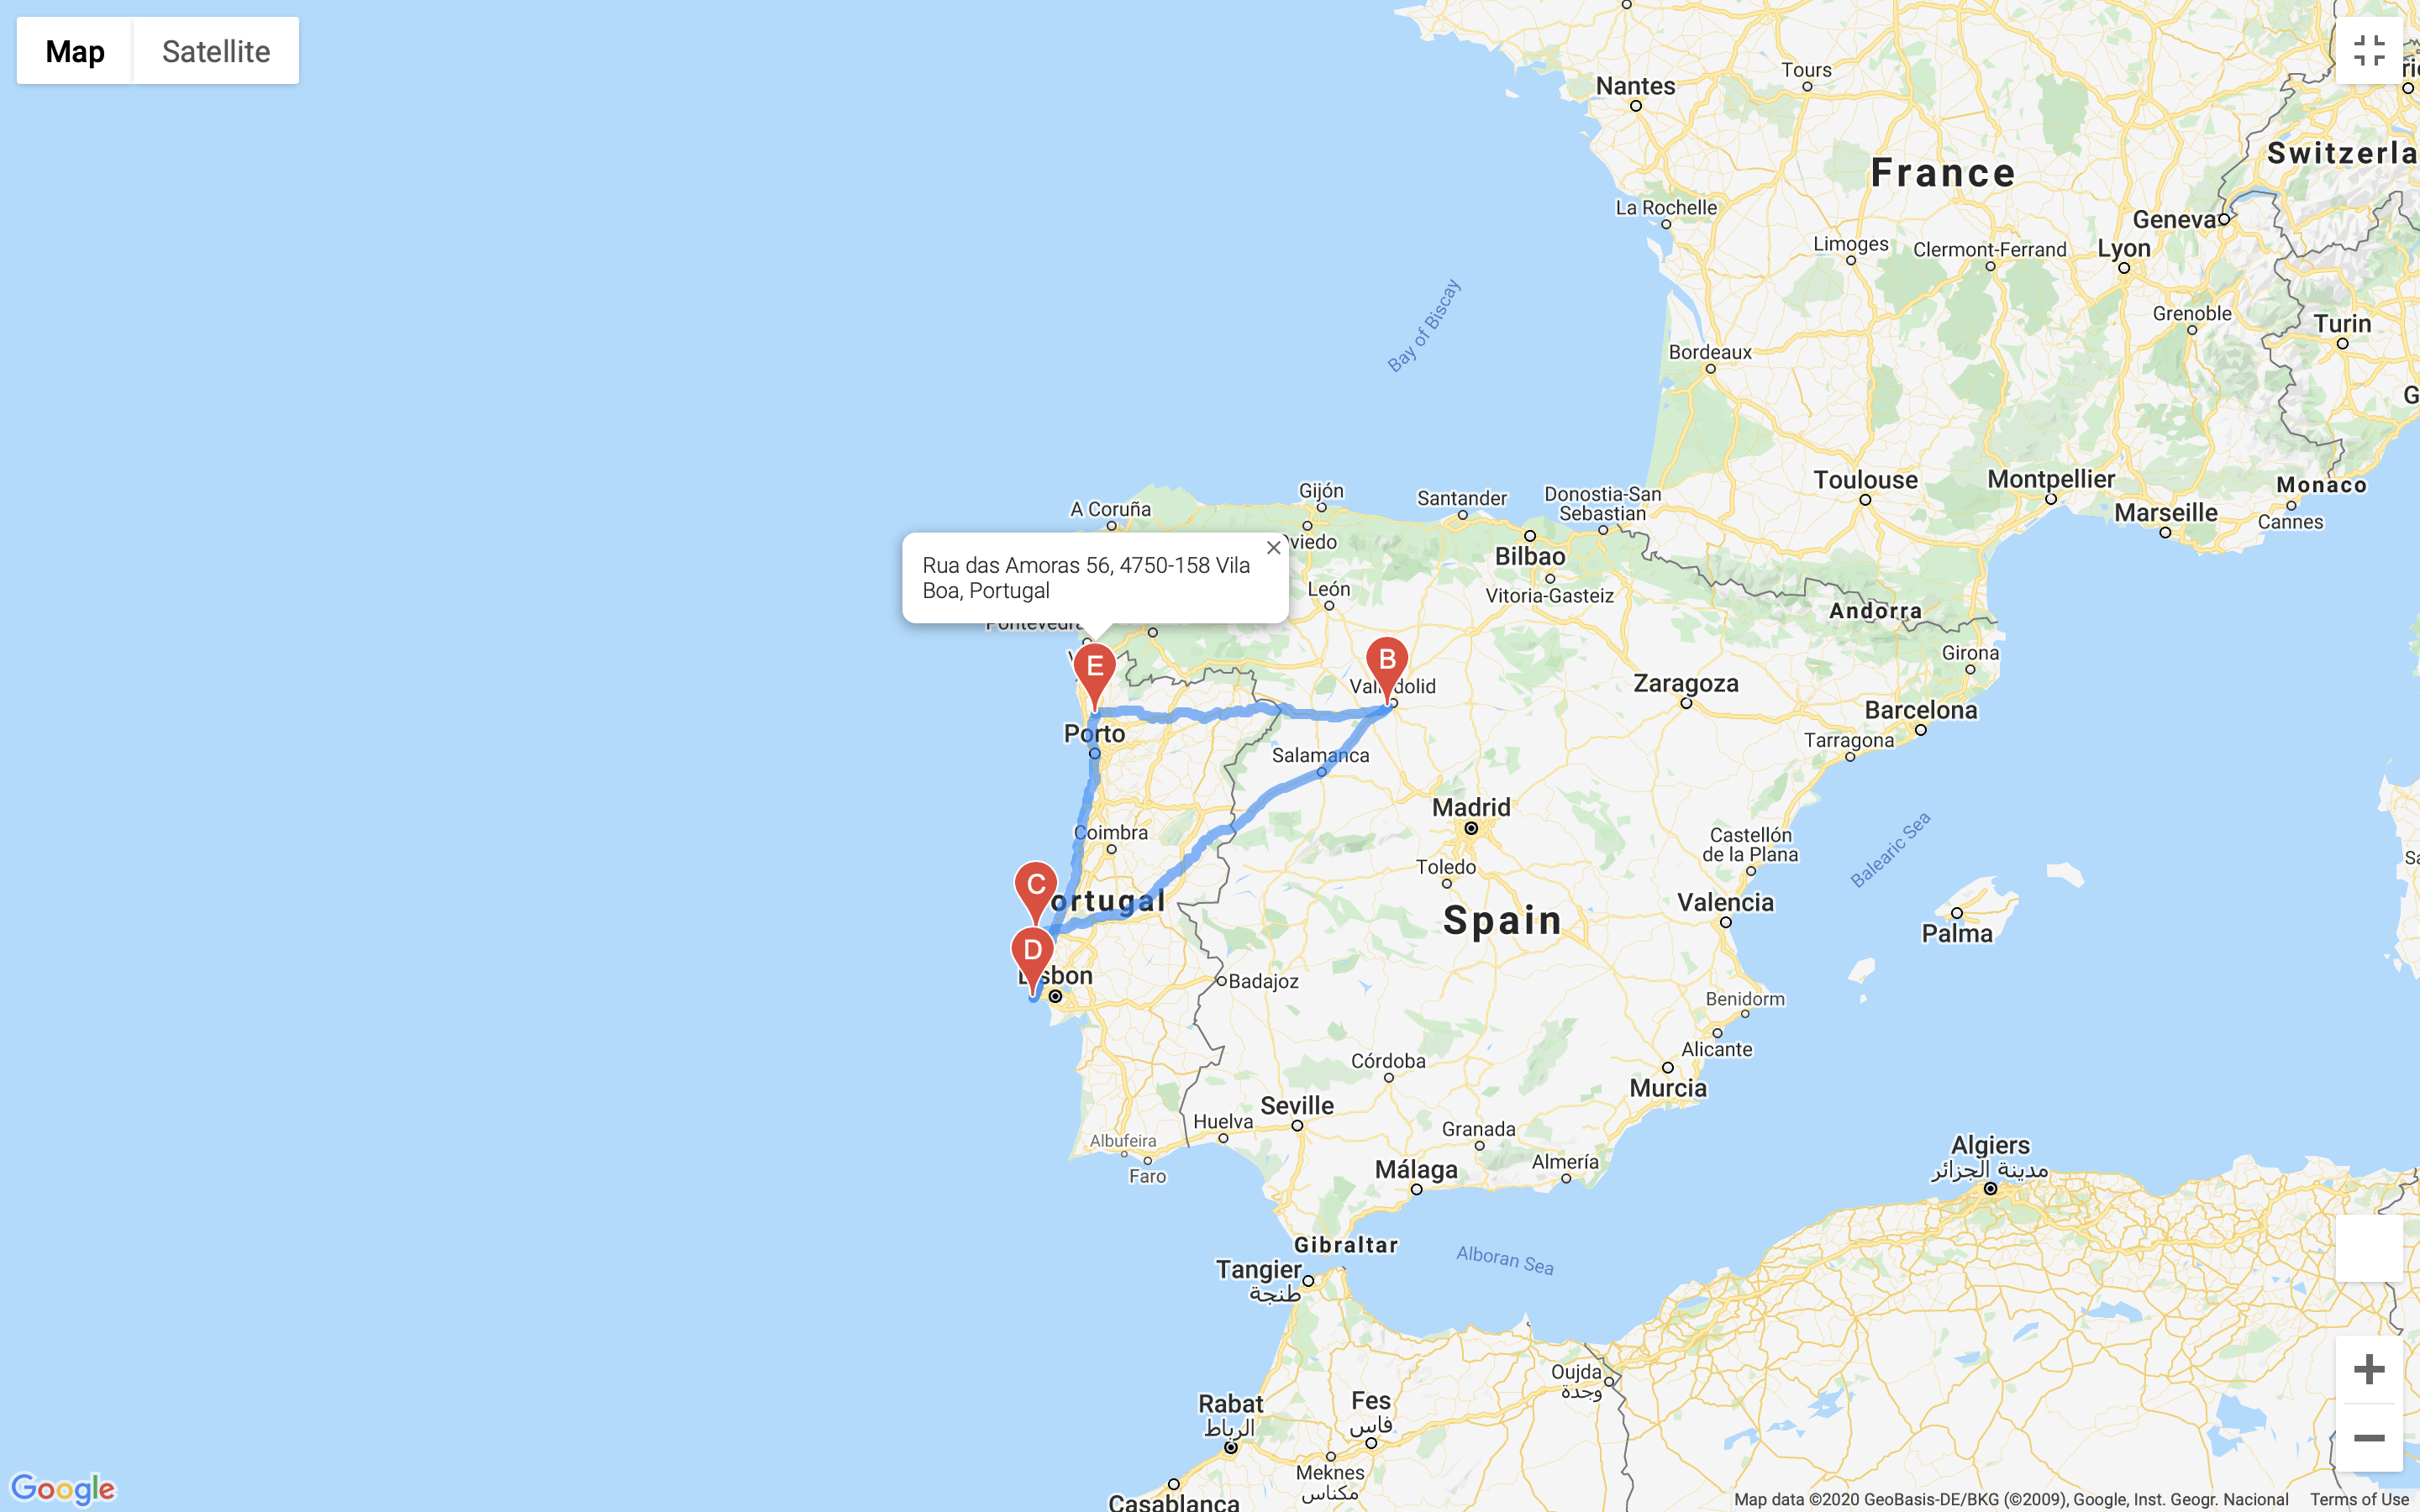 Map
Satellite
Nantes
Tours
France
Switzerla
La Rochelle
Geneva
Limoges
Clermont-Ferrand
Lyon
Grenoble
Turin
Bay of Biscay
Bordeaux
Toulouse
Montpellier
Monaco
Marseille
Cannes
A Coruña
Gijón
Santander
Donostia-San
Sebastian
Bilbao
Rua das Amoras 56, 4750-158 Vila
Boa, Portugal
León
Vitoria-Gasteiz
Andorra
Girona
E
B
Zaragoza
Barcelona
Tarragona
Porto
Salamanca
Madrid
Coimbra
Castellón
de la Plana
Balearic Sea
Toledo
C
ortugal
Spain
Valencia
Palma
D
Badajoz
Benidorm
Alicante
Córdoba
Murcia
Seville
Huelva
Granada
Albufeira
Faro
Málaga
Almería
Algiers
مدينة الجزائر
Gibraltar
Alboran Sea
Tangier
طنجة
Oujda
وجدة
Rabat
الرباط
Fes
فاس
Meknes
مكناس
Casablanca
Google
Map data ©2020 GeoBasis-DE/BKG (©2009), Google, Inst. Geogr. Nacional
Terms of Use